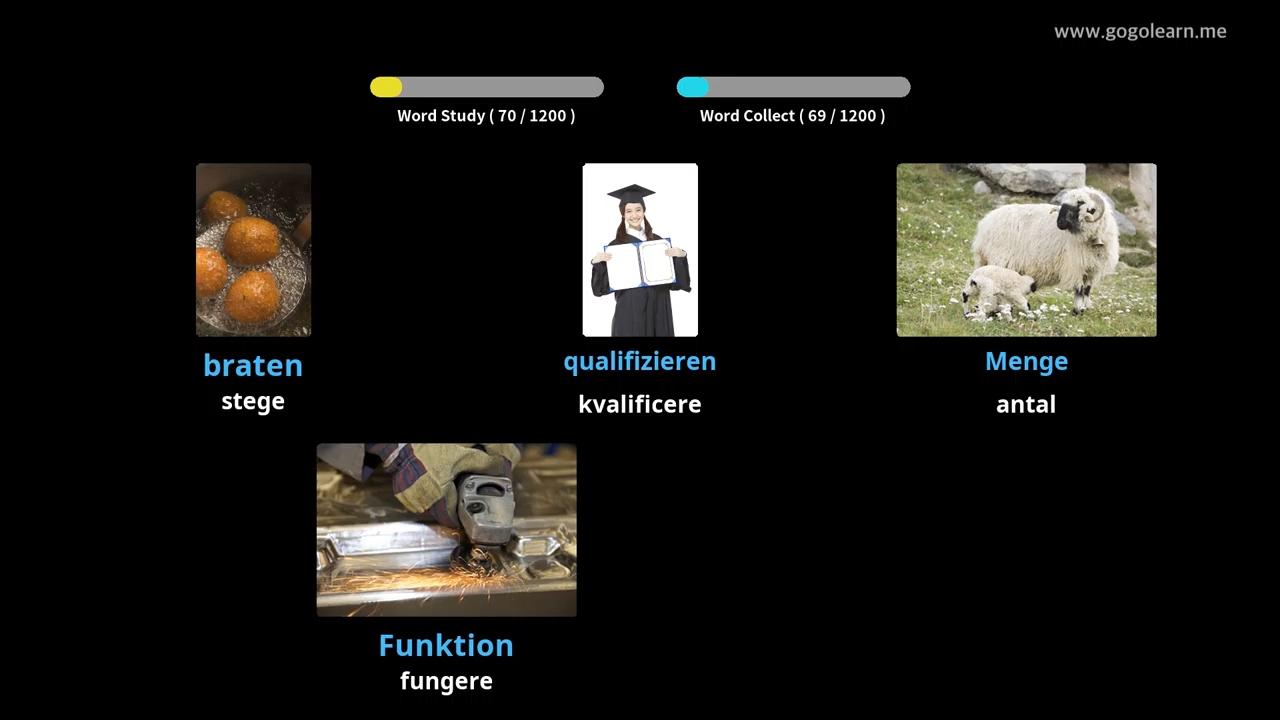 www.gogolearn.me
Word Study ( 70 / 1200 )
Word Collect ( 69 / 1200 )
braten
stege
qualifizieren
kvalificere
Menge
antal
Funktion
fungere